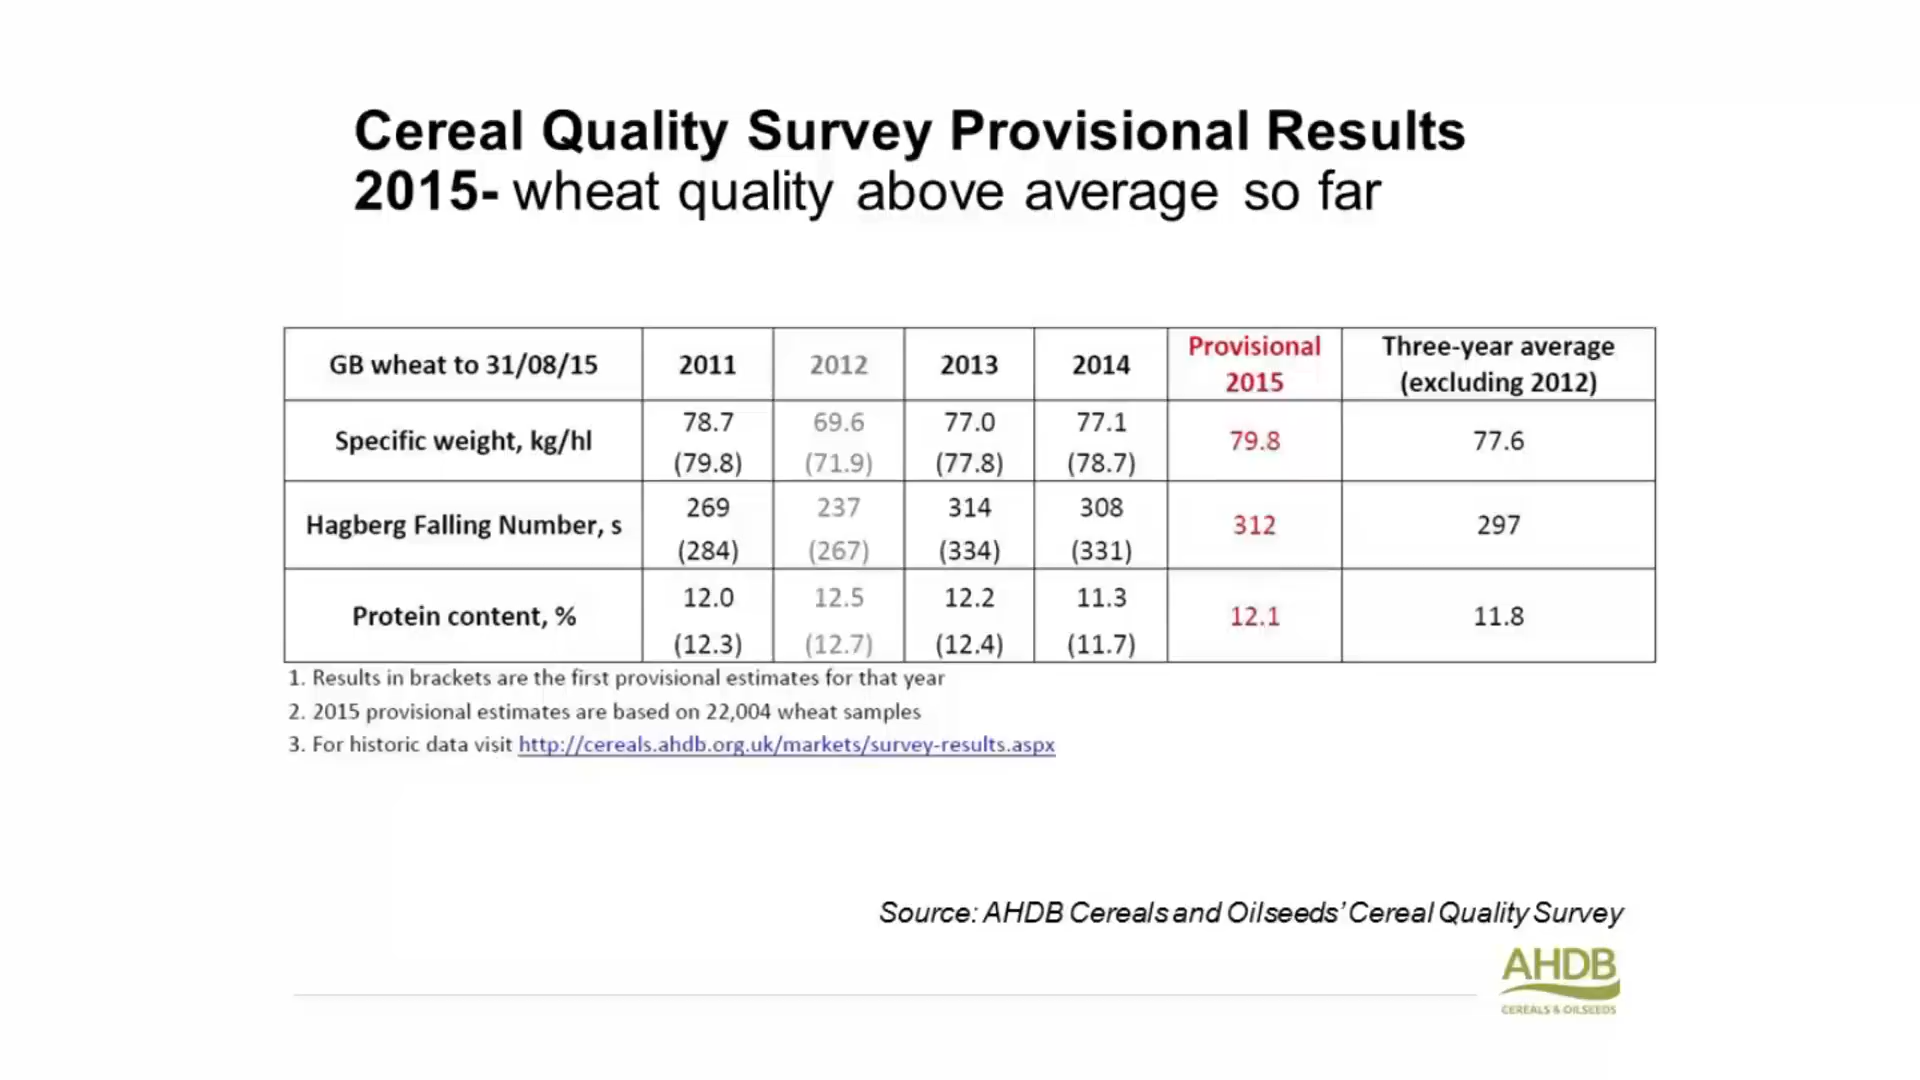 Cereal Quality Survey Provisional Results
2015- wheat quality above average so far
GB wheat to 31/08/15 2011 2012 2013 2014 Provisional 2015 Three-year average (excluding 2012)
Specific weight, kg/hl 78.7 (79.8) 69.6 (71.9) 77.0 (77.8) 77.1 (78.7) 79.8 77.6
Hagberg Falling Number, s 269 (284) 237 (267) 314 (334) 308 (331) 312 297
Protein content, % 12.0 (12.3) 12.5 (12.7) 12.2 (12.4) 11.3 (11.7) 12.1 11.8
1. Results in brackets are the first provisional estimates for that year
2. 2015 provisional estimates are based on 22,004 wheat samples
3. For historic data visit http://cereals.ahdb.org.uk/markets/survey-results.aspx
Source: AHDB Cereals and Oilseeds' Cereal Quality Survey
AHDB
CEREALS & OILSEEDS